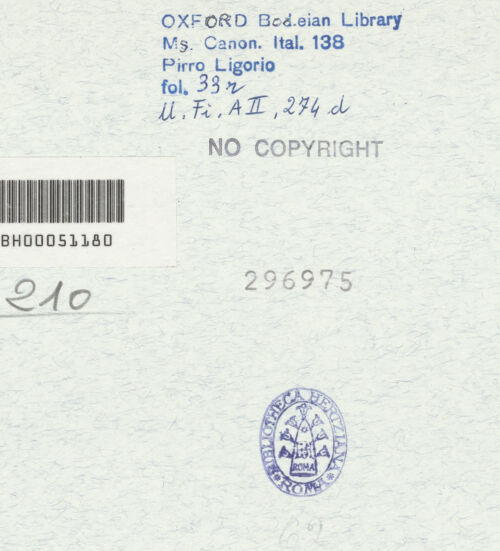 OXFORD Bodleian Library
Ms. Canon. Ital. 138
Pirro Ligorio
fol. 33r
U. Fi. A II, 274 d
NO COPYRIGHT
BH00051180
210
296975
BIBLIOTHECA HERTZIANA
ROMA
ROMA